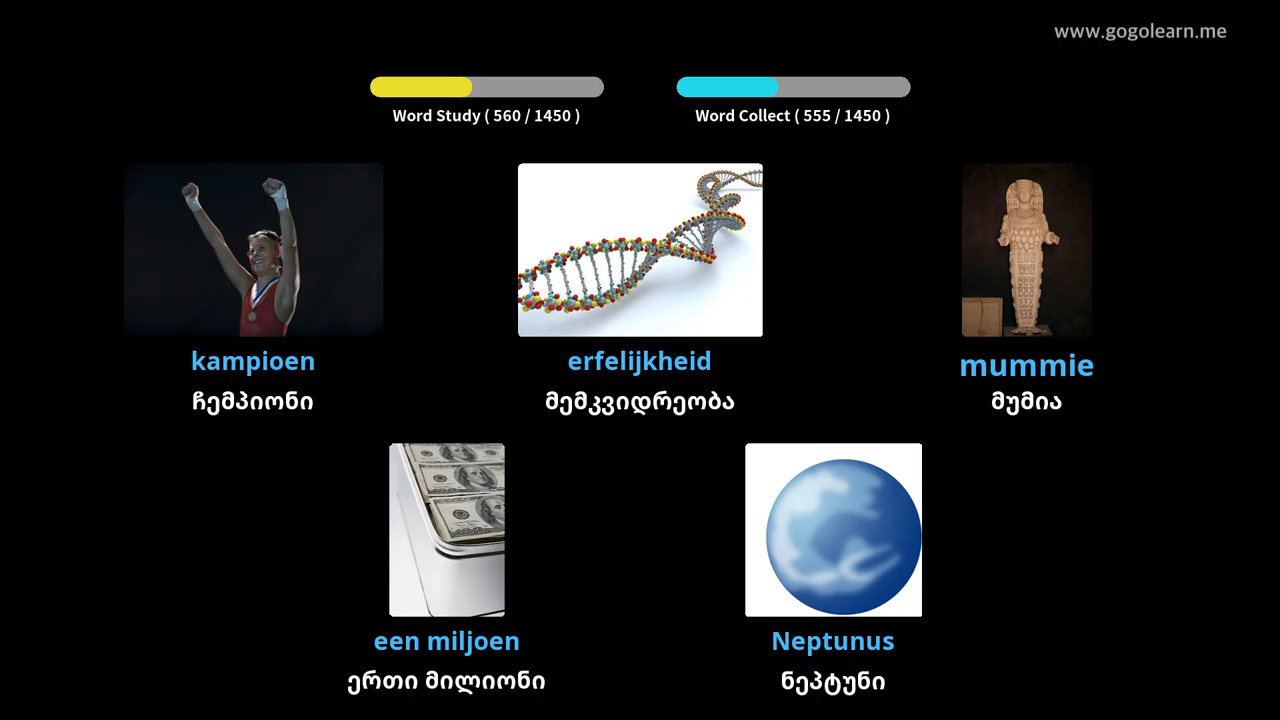 www.gogolearn.me
Word Study ( 560 / 1450 )
Word Collect ( 555 / 1450 )
kampioen
ჩემპიონი
erfelijkheid
მემკვიდრეობა
mummie
მუმია
een miljoen
ერთი მილიონი
Neptunus
ნეპტუნი